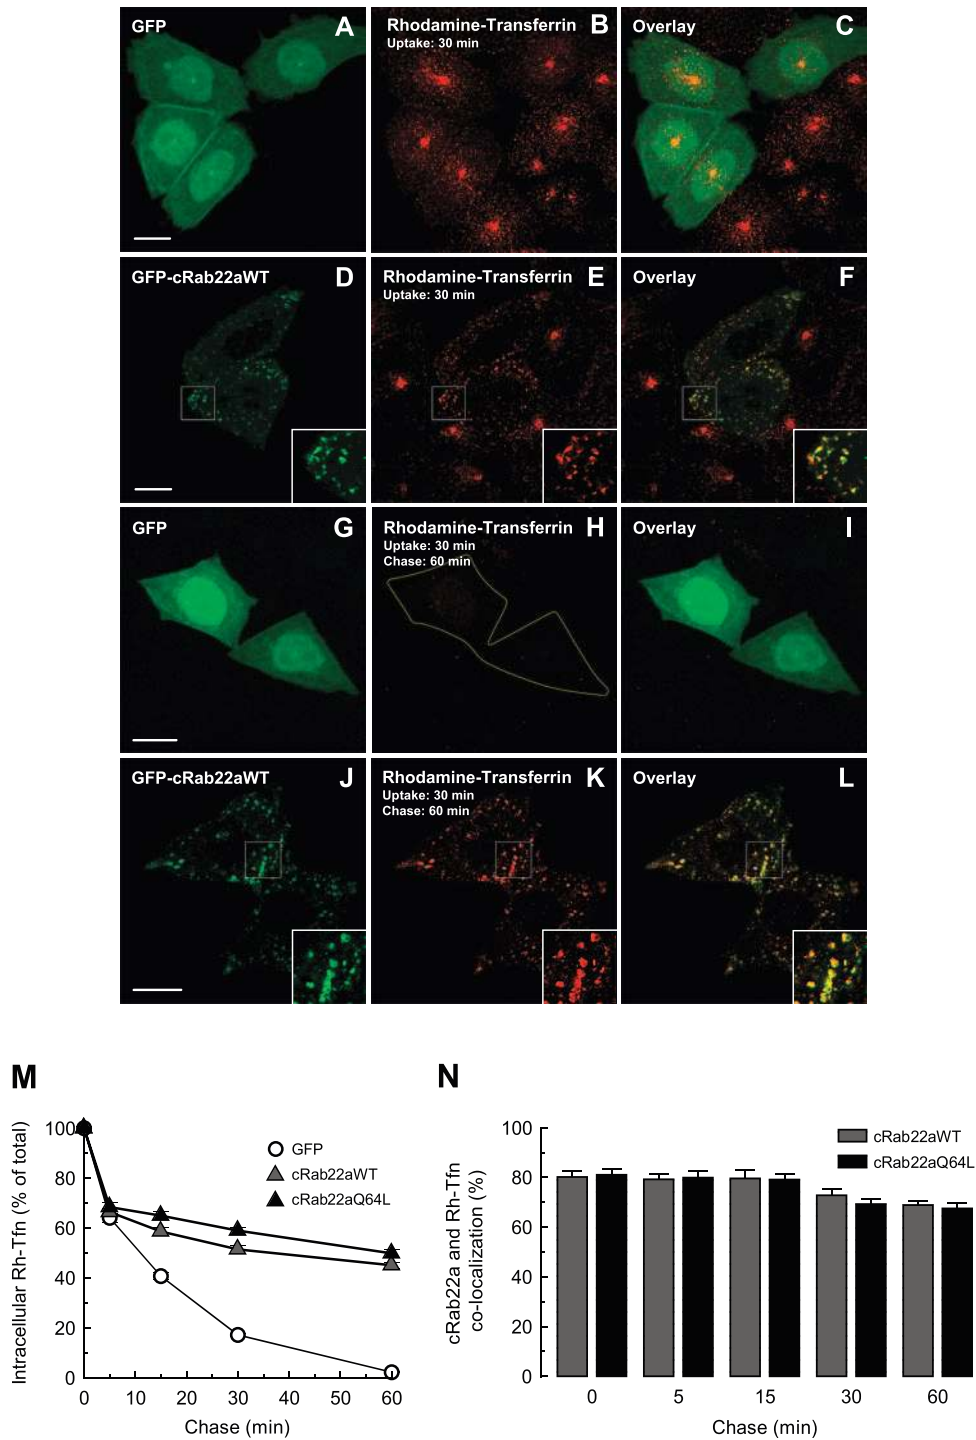 GFP A
Rhodamine-Transferrin B
Uptake: 30 min
Overlay C
GFP-cRab22aWT D
Rhodamine-Transferrin E
Uptake: 30 min
Overlay F
GFP G
Rhodamine-Transferrin H
Uptake: 30 min
Chase: 60 min
Overlay I
GFP-cRab22aWT J
Rhodamine-Transferrin K
Uptake: 30 min
Chase: 60 min
Overlay L
M
Intracellular Rh-Tfn (% of total)
100
80
60
40
20
0
GFP
cRab22aWT
cRab22aQ64L
0 10 20 30 40 50 60
Chase (min)
N
cRab22a and Rh-Tfn
co-localization (%)
100
80
60
40
20
0
cRab22aWT
cRab22aQ64L
0 5 15 30 60
Chase (min)